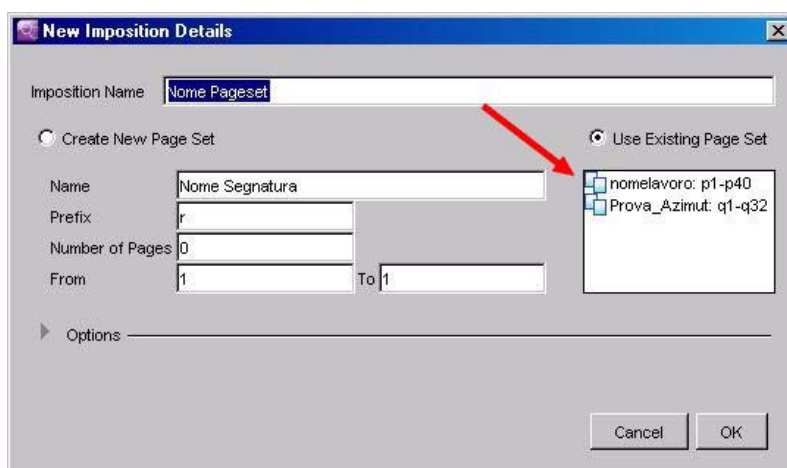 New Imposition Details
Imposition Name Nome Pageset
Create New Page Set
Use Existing Page Set
Name Nome Segnatura
Prefix r
Number of Pages 0
From 1 To 1
nomelavoro: p1-p40
Prova_Azimut: q1-q32
Options
Cancel OK